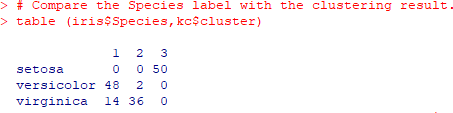 > # Compare the Species label with the clustering result.
> table (iris$Species,kc$cluster)
1 2 3
setosa 0 0 50
versicolor 48 2 0
virginica 14 36 0